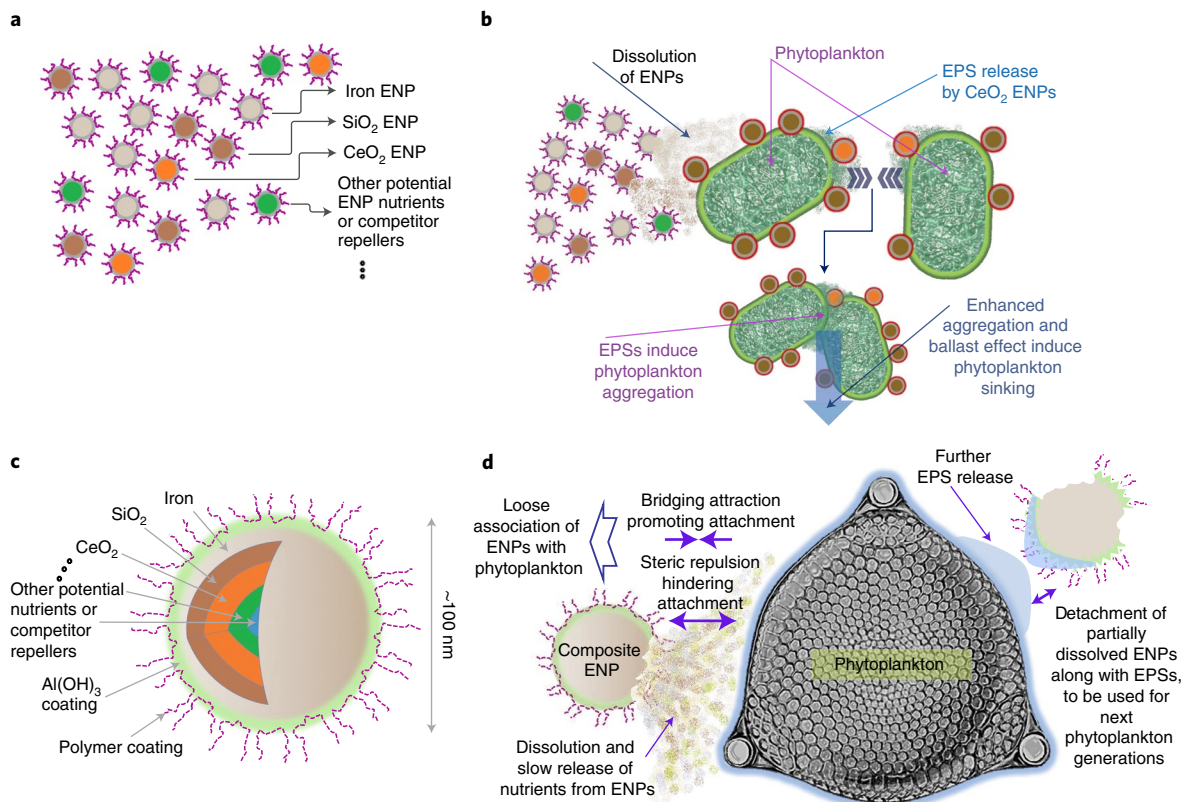 a
Iron ENP
SiO₂ ENP
CeO₂ ENP
Other potential
ENP nutrients
or competitor
repellers
b
Dissolution
of ENPs
Phytoplankton
EPS release
by CeO₂ ENPs
EPSs induce
phytoplankton
aggregation
Enhanced
aggregation and
ballast effect induce
phytoplankton
sinking
c
Iron
SiO₂
CeO₂
Other potential
nutrients or
competitor
repellers
Al(OH)₃
coating
Polymer coating
~100 nm
d
Loose
association of
ENPs with
phytoplankton
Bridging attraction
promoting attachment
Steric repulsion
hindering
attachment
Composite
ENP
Dissolution and
slow release of
nutrients from ENPs
Phytoplankton
Further
EPS release
Detachment of
partially
dissolved ENPs
along with EPSs,
to be used for
next
phytoplankton
generations